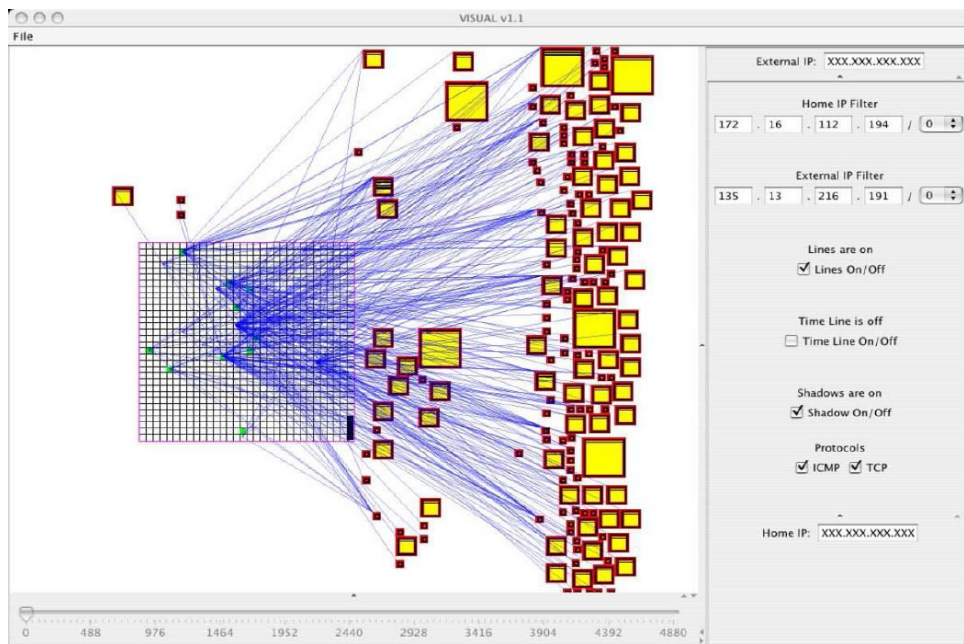 VISUAL v1.1
File
External IP: XXX.XXX.XXX.XXX
Home IP Filter
172 . 16 . 112 . 194 / 0
External IP Filter
135 . 13 . 216 . 191 / 0
Lines are on
Lines On/Off
Time Line is off
Time Line On/Off
Shadows are on
Shadow On/Off
Protocols
ICMP TCP
Home IP: XXX.XXX.XXX.XXX
0 488 976 1464 1952 2440 2928 3416 3904 4392 4880